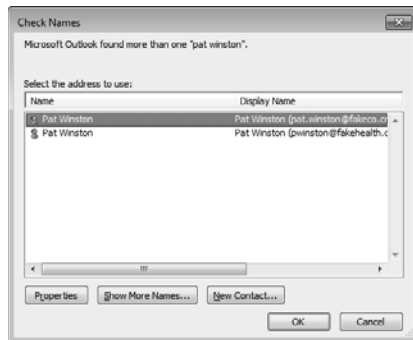 Check Names
Microsoft Outlook found more than one "pat winston".
Select the address to use:
Name Display Name
Pat Winston Pat Winston (pat.winston@fakeco.cr
Pat Winston Pat Winston (pwinston@fakehealth.c
Properties Show More Names... New Contact...
OK Cancel